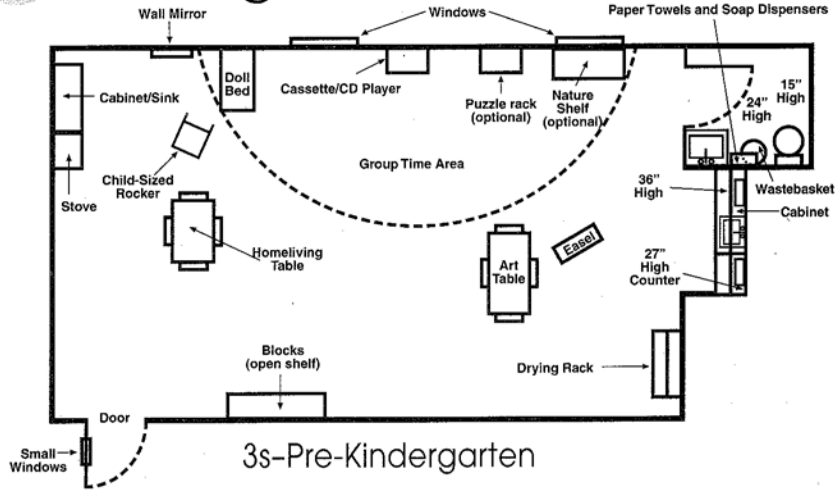 Wall Mirror
Windows
Paper Towels and Soap Dispensers
Cabinet/Sink
Doll
Bed
Cassette/CD Player
Puzzle rack
(optional)
Nature
Shelf
(optional)
24"
High
15"
High
Group Time Area
Child-Sized
Rocker
Stove
36"
High
Wastebasket
Cabinet
Homeliving
Table
Art
Table
Easel
27"
High
Counter
Blocks
(open shelf)
Drying Rack
Door
Small
Windows
3s–Pre-Kindergarten